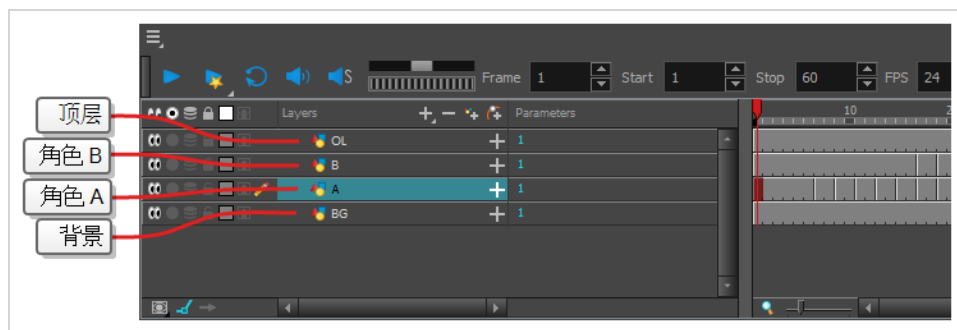 S Frame 1 Start 1 Stop 60 FPS 24
Layers Parameters 10 2
顶层 OL 1
角色 B B 1
角色 A A 1
背景 BG 1